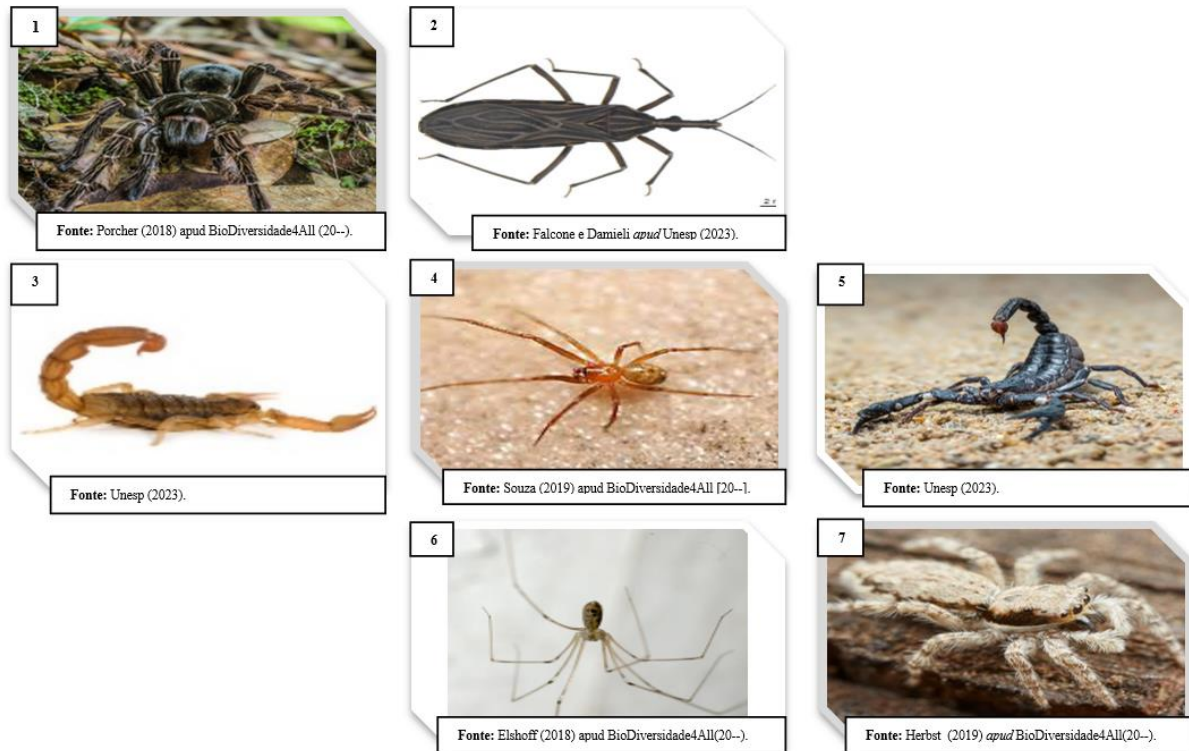 1
Fonte: Porcher (2018) apud BioDiversidade4All (20--).
2
Fonte: Falcone e Damieli apud Unesp (2023).
3
Fonte: Unesp (2023).
4
Fonte: Souza (2019) apud BioDiversidade4All [20--].
5
Fonte: Unesp (2023).
6
Fonte: Elshoff (2018) apud BioDiversidade4All(20--).
7
Fonte: Herbst (2019) apud BioDiversidade4All(20--).